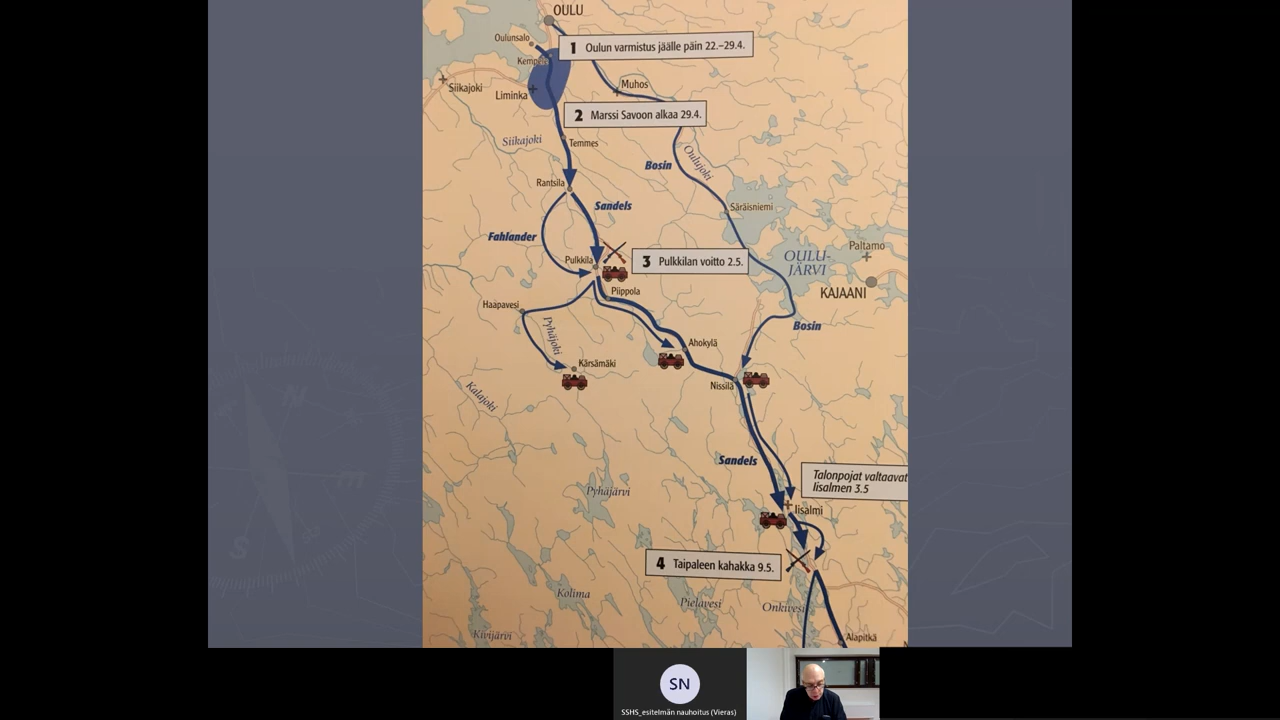 OULU
Oulunsalo
1 Oulun varmistus jäälle päin 22.–29.4.
Kempele
Siikajoki
Liminka
Muhos
2 Marssi Savoon alkaa 29.4.
Siikajoki
Temmes
Bosin
Oulujoki
Rantsila
Sandels
Säräisniemi
Fahlander
Paltamo
Pulkkila
3 Pulkkilan voitto 2.5.
OULU-
JÄRVI
KAJAANI
Piippola
Haapavesi
Pyhäjoki
Bosin
Ahokylä
Kärsämäki
Nissilä
Kalajoki
Sandels
Talonpojat valtaavat
Iisalmen 3.5
Pyhäjärvi
Iisalmi
4 Taipaleen kahakka 9.5.
Kolima
Pielavesi
Onkivesi
Kivijärvi
Alapitkä
S
SN
SSHS_esitelmän nauhoitus (Vieras)